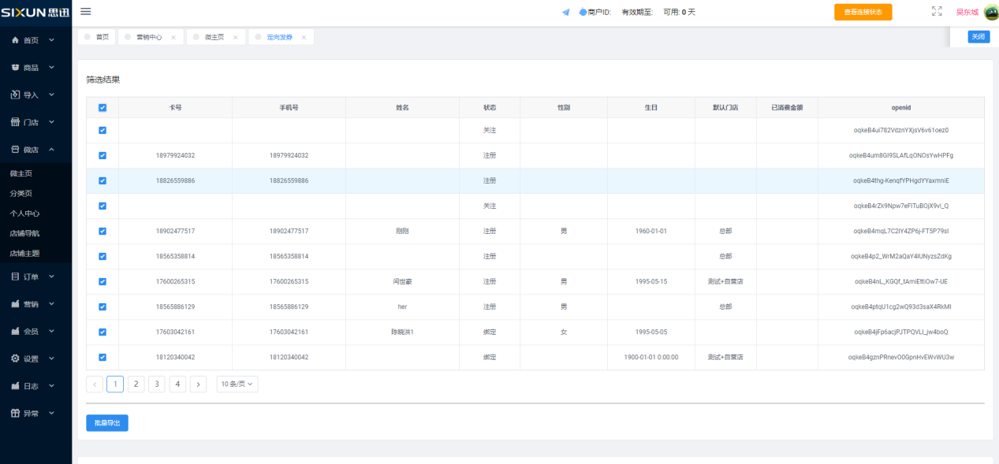 SIXUN思迅
商户ID: 有效期至: 可用: 0 天 查看连接状态 吴东城
首页 营销中心 微主页 定向发券 关闭
首页
商品
导入
门店
微店
微主页
分类页
个人中心
店铺导航
店铺主题
订单
营销
会员
设置
日志
异常
筛选结果
卡号 手机号 姓名 状态 性别 生日 默认门店 已消费金额 openid
关注 oqkeB4ui782VdznYXjsV6v61oez0
18979924032 18979924032 注册 oqkeB4um8GI9SLAfLqONOsYwHPFg
18826559886 18826559886 注册 oqkeB4thg-KenqfYPHgdYYaxmniE
关注 oqkeB4rZk9Npw7eFITuBOjX9vI_Q
18902477517 18902477517 刚刚 注册 男 1960-01-01 总部 oqkeB4mqL7C2IY4ZP6j-FT5P79sI
18565358814 18565358814 注册 总部 oqkeB4p2_WrM2aQaY4IUNyzsZdKg
17600265315 17600265315 闫世豪 注册 男 1995-05-15 测试+自营店 oqkeB4nL_KGQf_tAmiEttiOw7-UE
18565886129 18565886129 her 注册 男 总部 oqkeB4ptqU1cg2wQ93d3saX4RkMI
17603042161 17603042161 陈晓洪1 绑定 女 1995-05-05 oqkeB4jFp6acjPJTPQVLI_jw4boQ
18120340042 18120340042 绑定 1900-01-01 0:00:00 测试+自营店 oqkeB4gznPRnevO0GpnHvEWvWU3w
1 2 3 4 10 条/页
批量导出